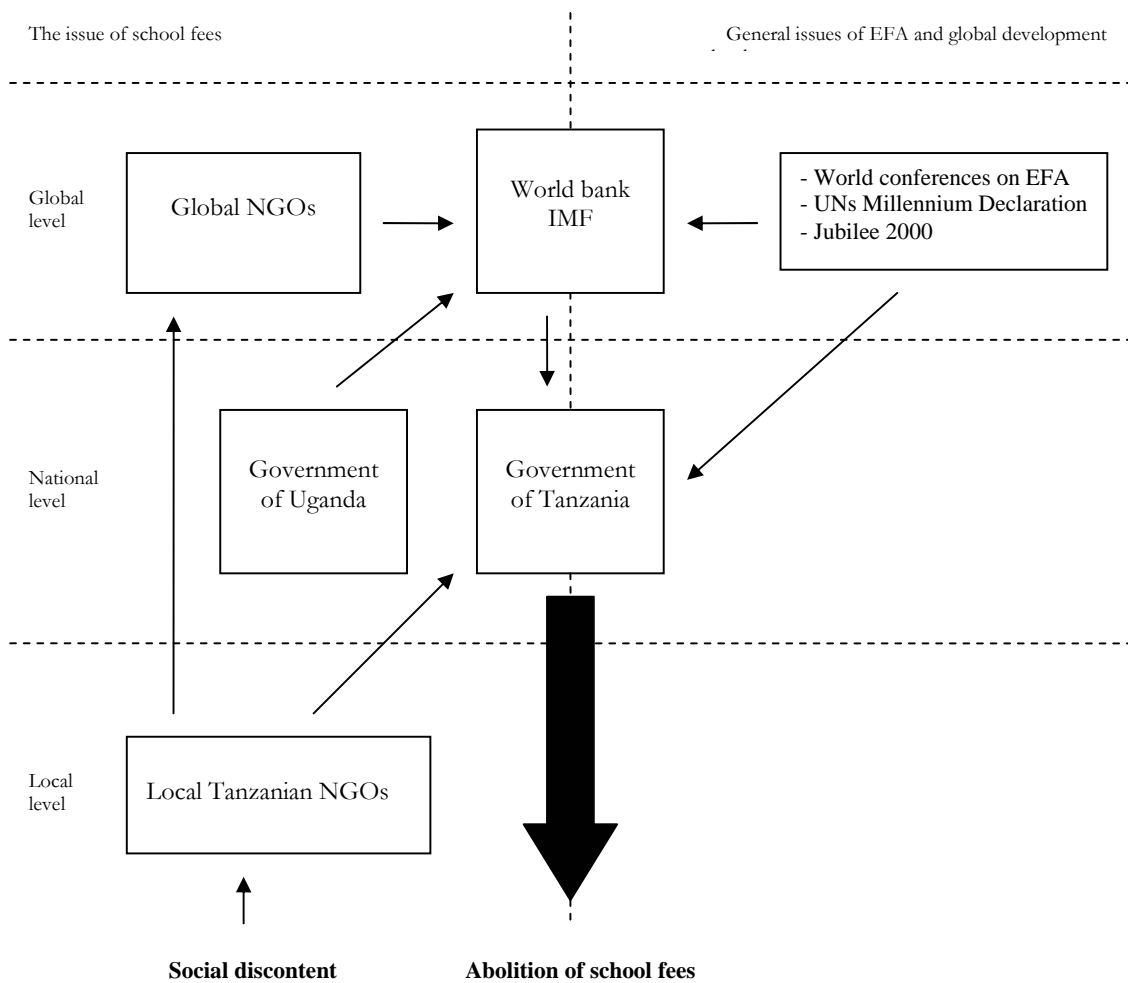 The issue of school fees
General issues of EFA and global development
Global
level
Global NGOs
World bank
IMF
- World conferences on EFA
- UNs Millennium Declaration
- Jubilee 2000
National
level
Government
of Uganda
Government
of Tanzania
Local
level
Local Tanzanian NGOs
Social discontent
Abolition of school fees